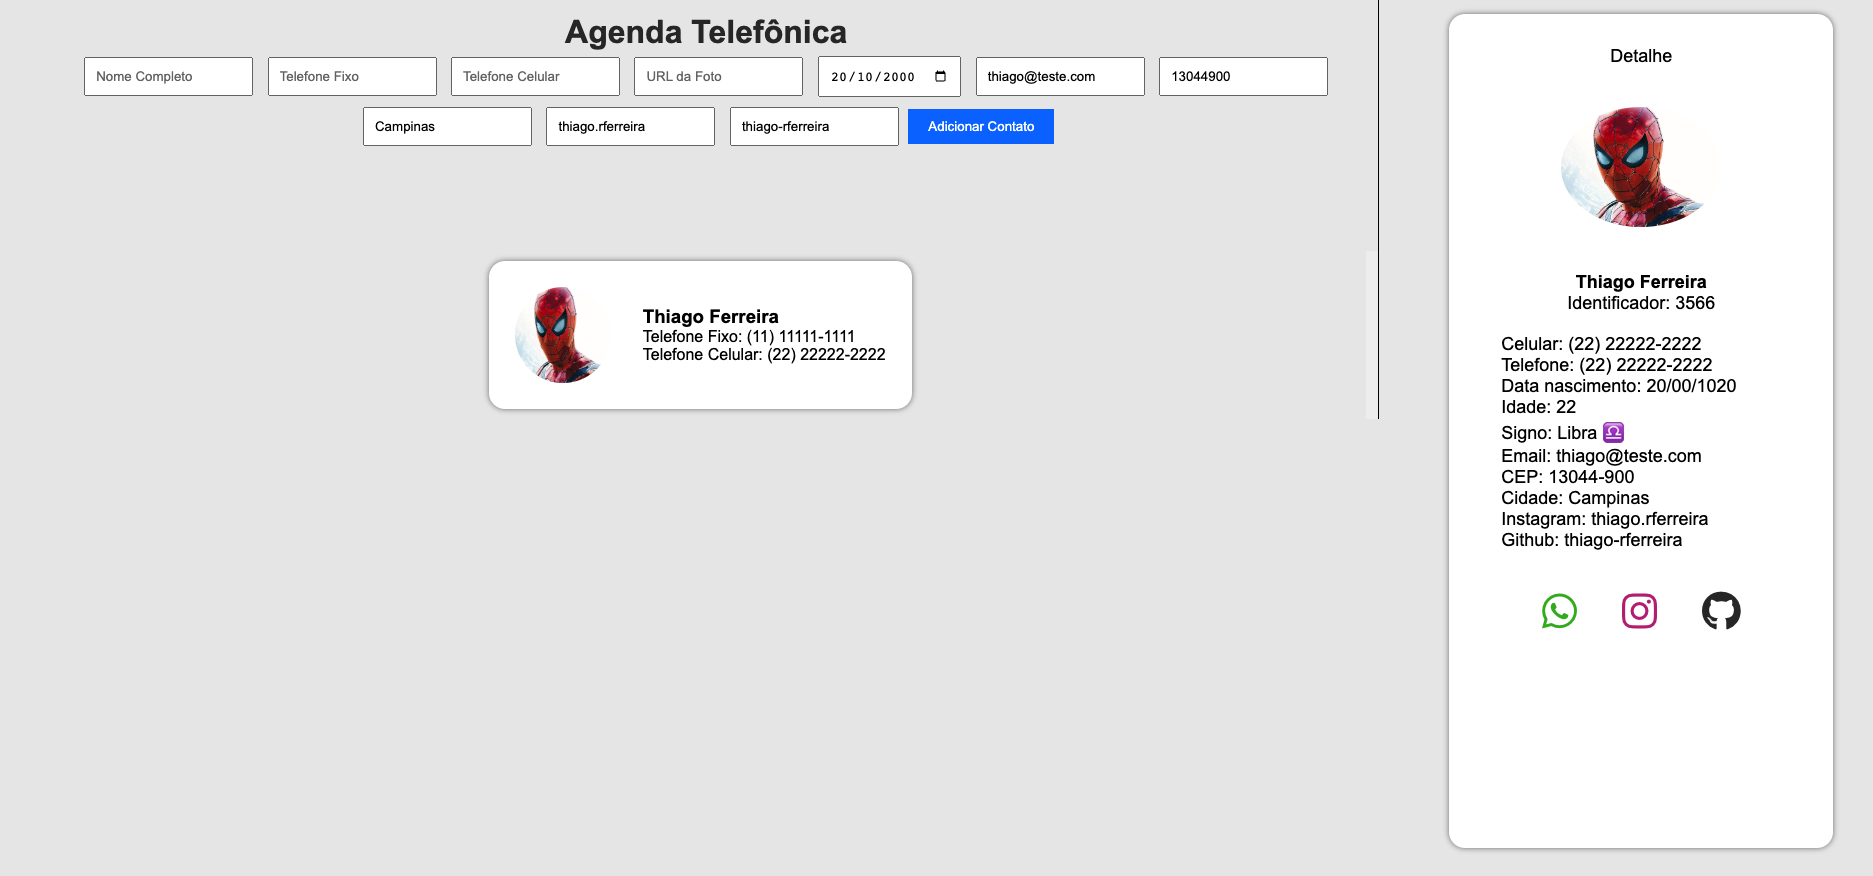 Agenda Telefônica
Nome Completo Telefone Fixo Telefone Celular URL da Foto 20/10/2000 thiago@teste.com 13044900
Campinas thiago.rferreira thiago-rferreira Adicionar Contato
Thiago Ferreira
Telefone Fixo: (11) 11111-1111
Telefone Celular: (22) 22222-2222
Detalhe
Thiago Ferreira
Identificador: 3566
Celular: (22) 22222-2222
Telefone: (22) 22222-2222
Data nascimento: 20/00/1020
Idade: 22
Signo: Libra ♎
Email: thiago@teste.com
CEP: 13044-900
Cidade: Campinas
Instagram: thiago.rferreira
Github: thiago-rferreira